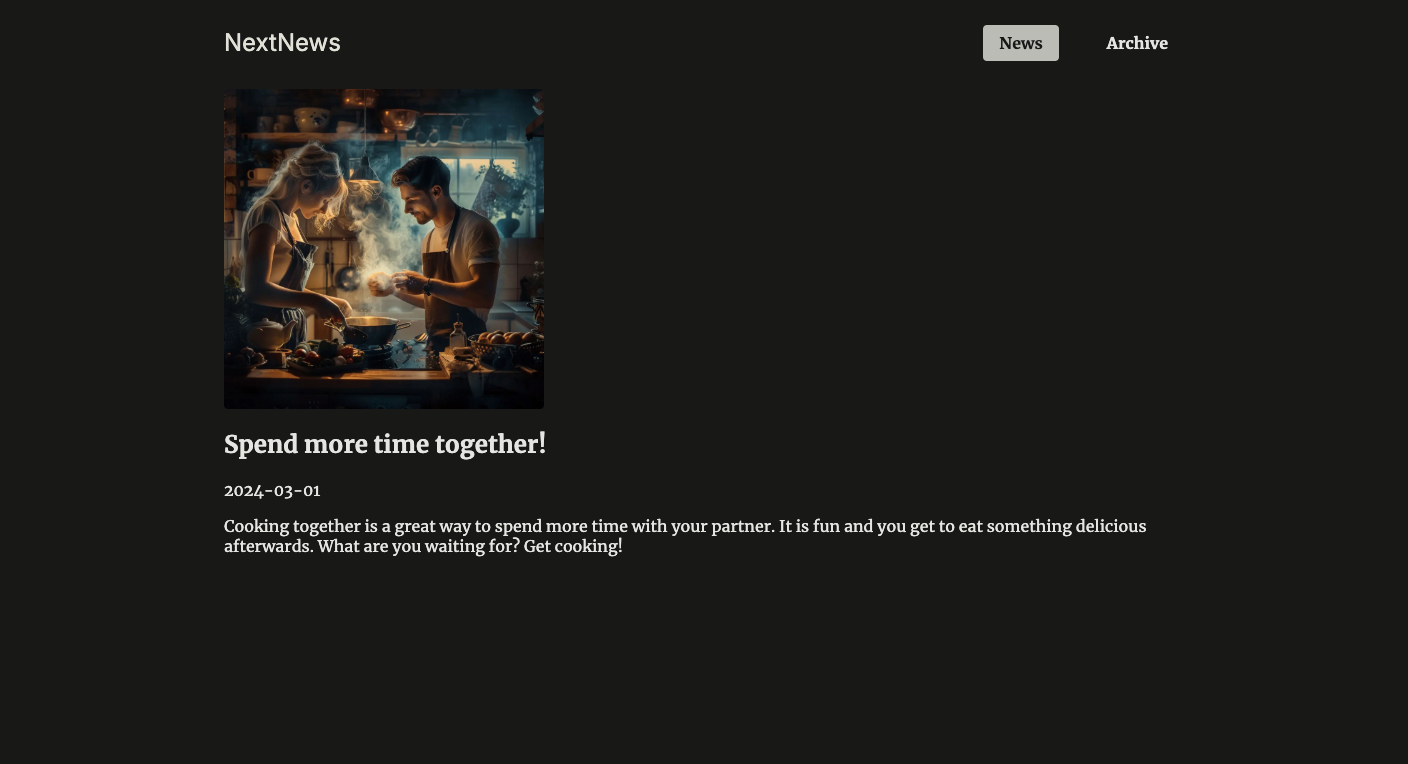 NextNews
News
Archive
Spend more time together!
2024-03-01
Cooking together is a great way to spend more time with your partner. It is fun and you get to eat something delicious
afterwards. What are you waiting for? Get cooking!